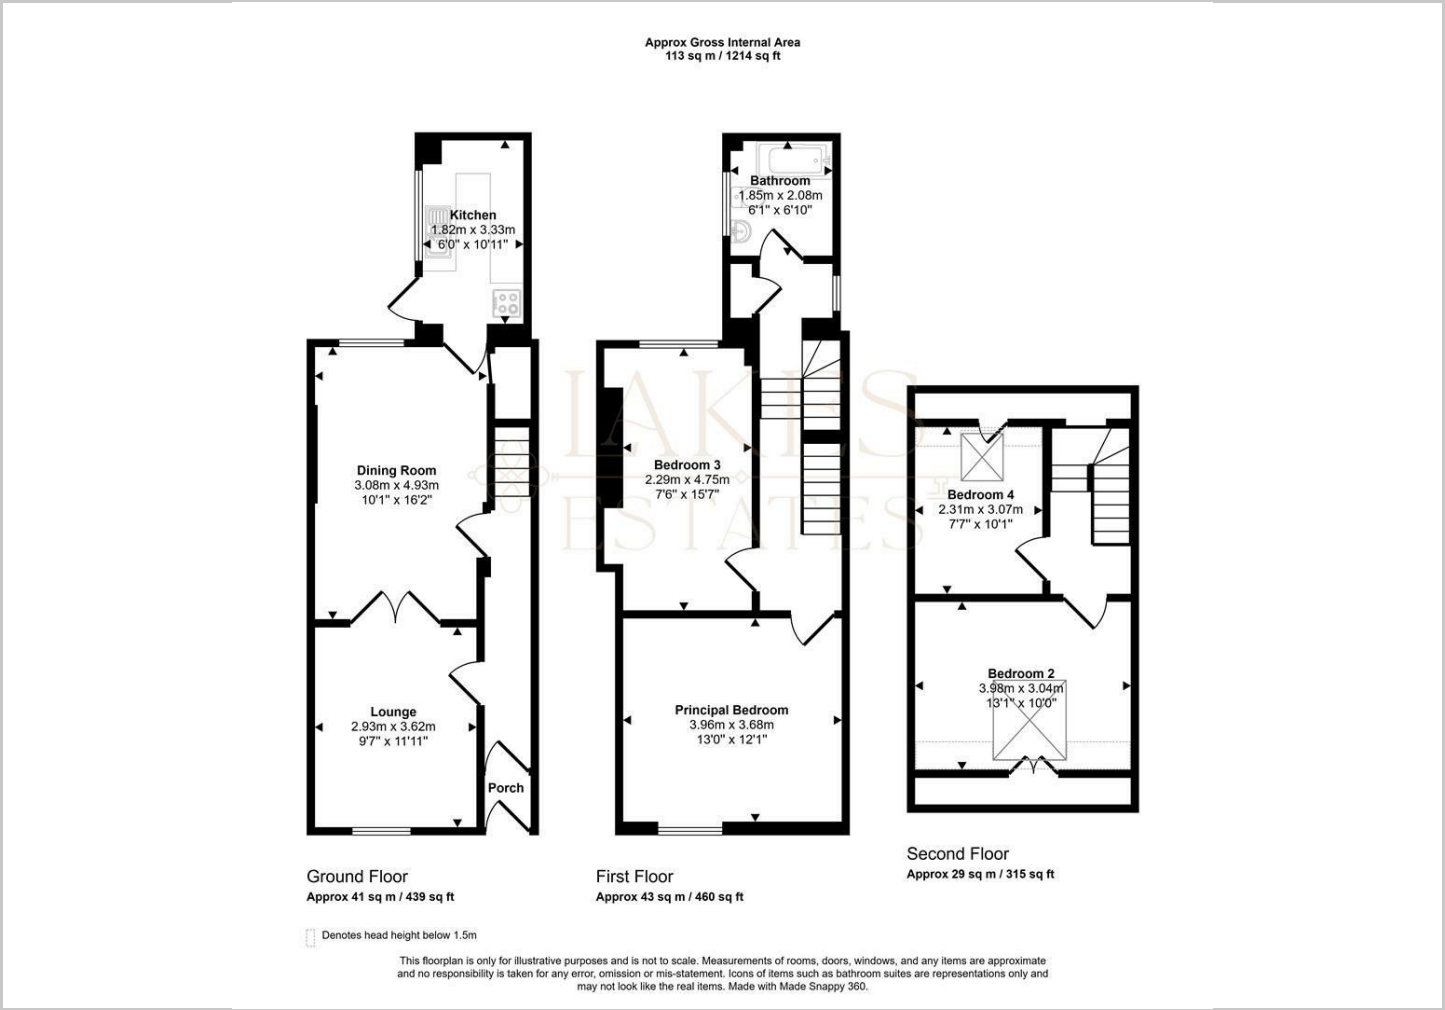 Approx Gross Internal Area
113 sq m / 1214 sq ft
Kitchen
1.82m x 3.33m
6'0" x 10'11"
Dining Room
3.08m x 4.93m
10'1" x 16'2"
Lounge
2.93m x 3.62m
9'7" x 11'11"
Porch
Ground Floor
Approx 41 sq m / 439 sq ft
Bathroom
1.85m x 2.08m
6'1" x 6'10"
Bedroom 3
2.29m x 4.75m
7'6" x 15'7"
Principal Bedroom
3.96m x 3.68m
13'0" x 12'1"
First Floor
Approx 43 sq m / 460 sq ft
Bedroom 4
2.31m x 3.07m
7'7" x 10'1"
Bedroom 2
3.98m x 3.04m
13'1" x 10'0"
Second Floor
Approx 29 sq m / 315 sq ft
LAKES
ESTATES
Denotes head height below 1.5m
This floorplan is only for illustrative purposes and is not to scale. Measurements of rooms, doors, windows, and any items are approximate
and no responsibility is taken for any error, omission or mis-statement. Icons of items such as bathroom suites are representations only and
may not look like the real items. Made with Made Snappy 360.